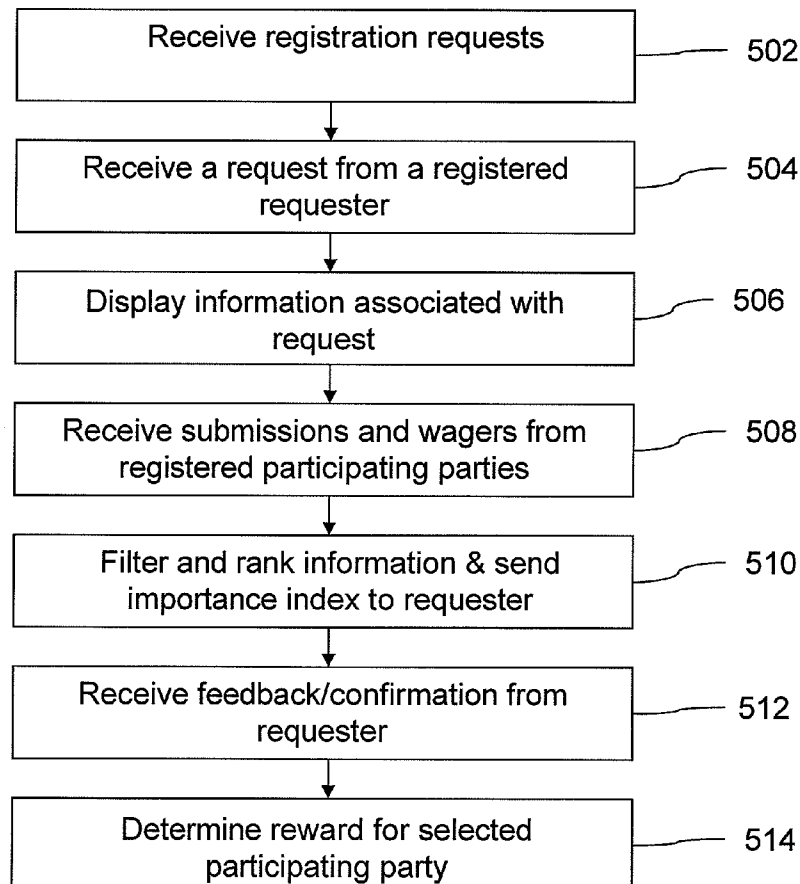 Receive registration requests
502
Receive a request from a registered
requester
504
Display information associated with
request
506
Receive submissions and wagers from
registered participating parties
508
Filter and rank information & send
importance index to requester
510
Receive feedback/confirmation from
requester
512
Determine reward for selected
participating party
514